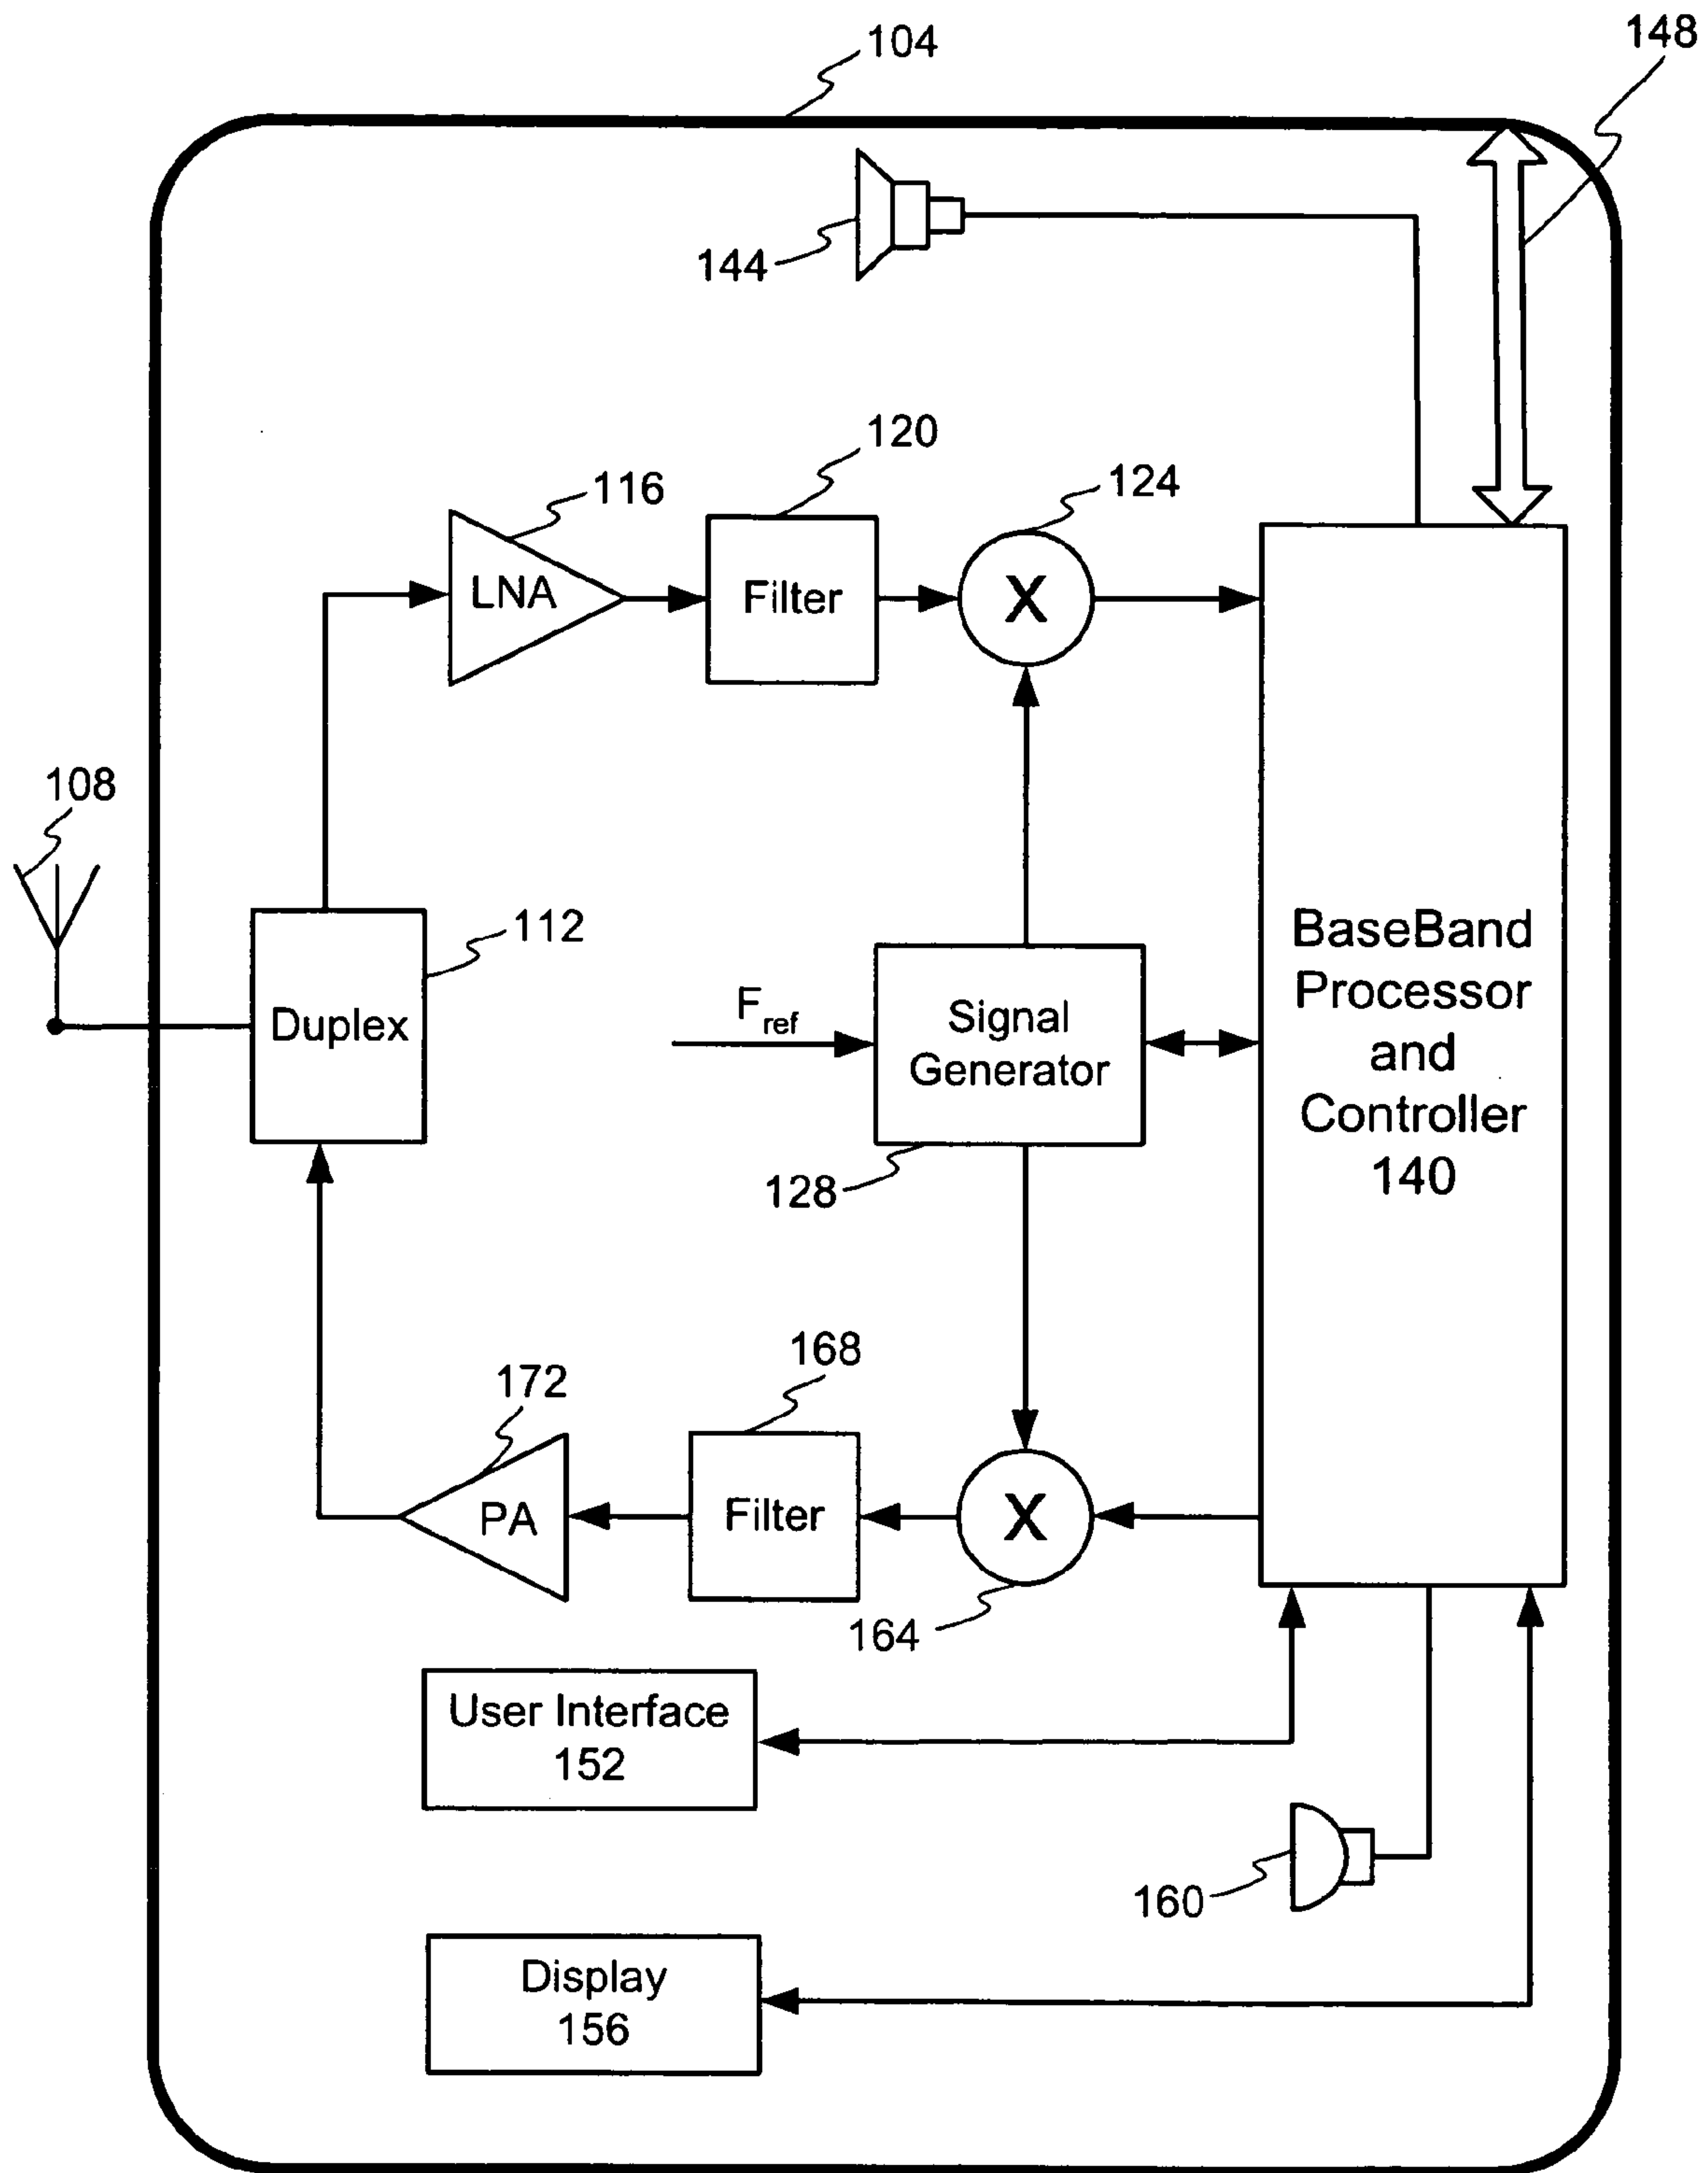 104
148
144
120
116
124
LNA
Filter
X
108
112
Duplex
Fref
Signal
Generator
128
BaseBand
Processor
and
Controller
140
168
172
PA
Filter
X
164
User Interface
152
160
Display
156